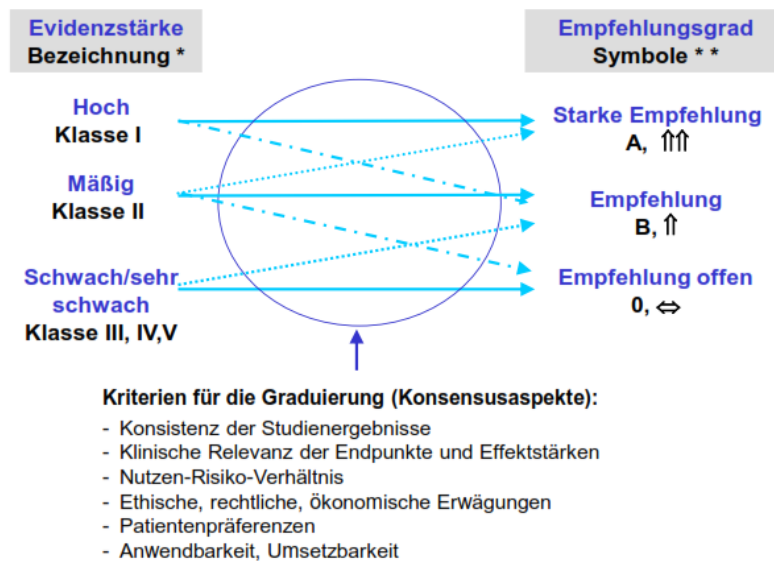 Evidenzstärke
Bezeichnung *
Empfehlungsgrad
Symbole * *
Hoch
Klasse I
Starke Empfehlung
A, ⇑⇑
Mäßig
Klasse II
Empfehlung
B, ⇑
Schwach/sehr
schwach
Klasse III, IV,V
Empfehlung offen
0, ⇔
Kriterien für die Graduierung (Konsensusaspekte):
- Konsistenz der Studienergebnisse
- Klinische Relevanz der Endpunkte und Effektstärken
- Nutzen-Risiko-Verhältnis
- Ethische, rechtliche, ökonomische Erwägungen
- Patientenpräferenzen
- Anwendbarkeit, Umsetzbarkeit